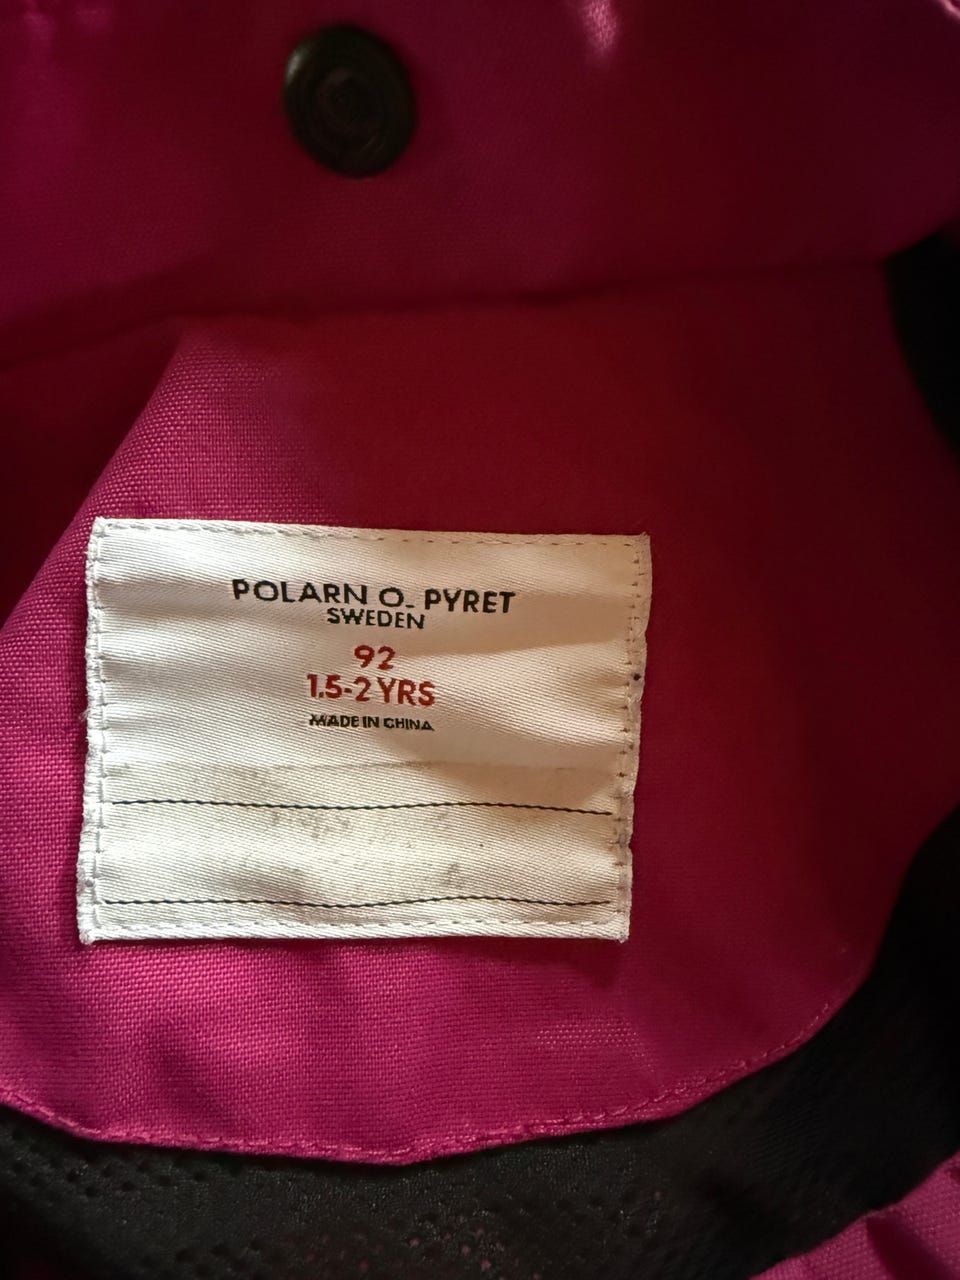 POLARN O. PYRET
SWEDEN
92
1.5-2 YRS
MADE IN CHINA